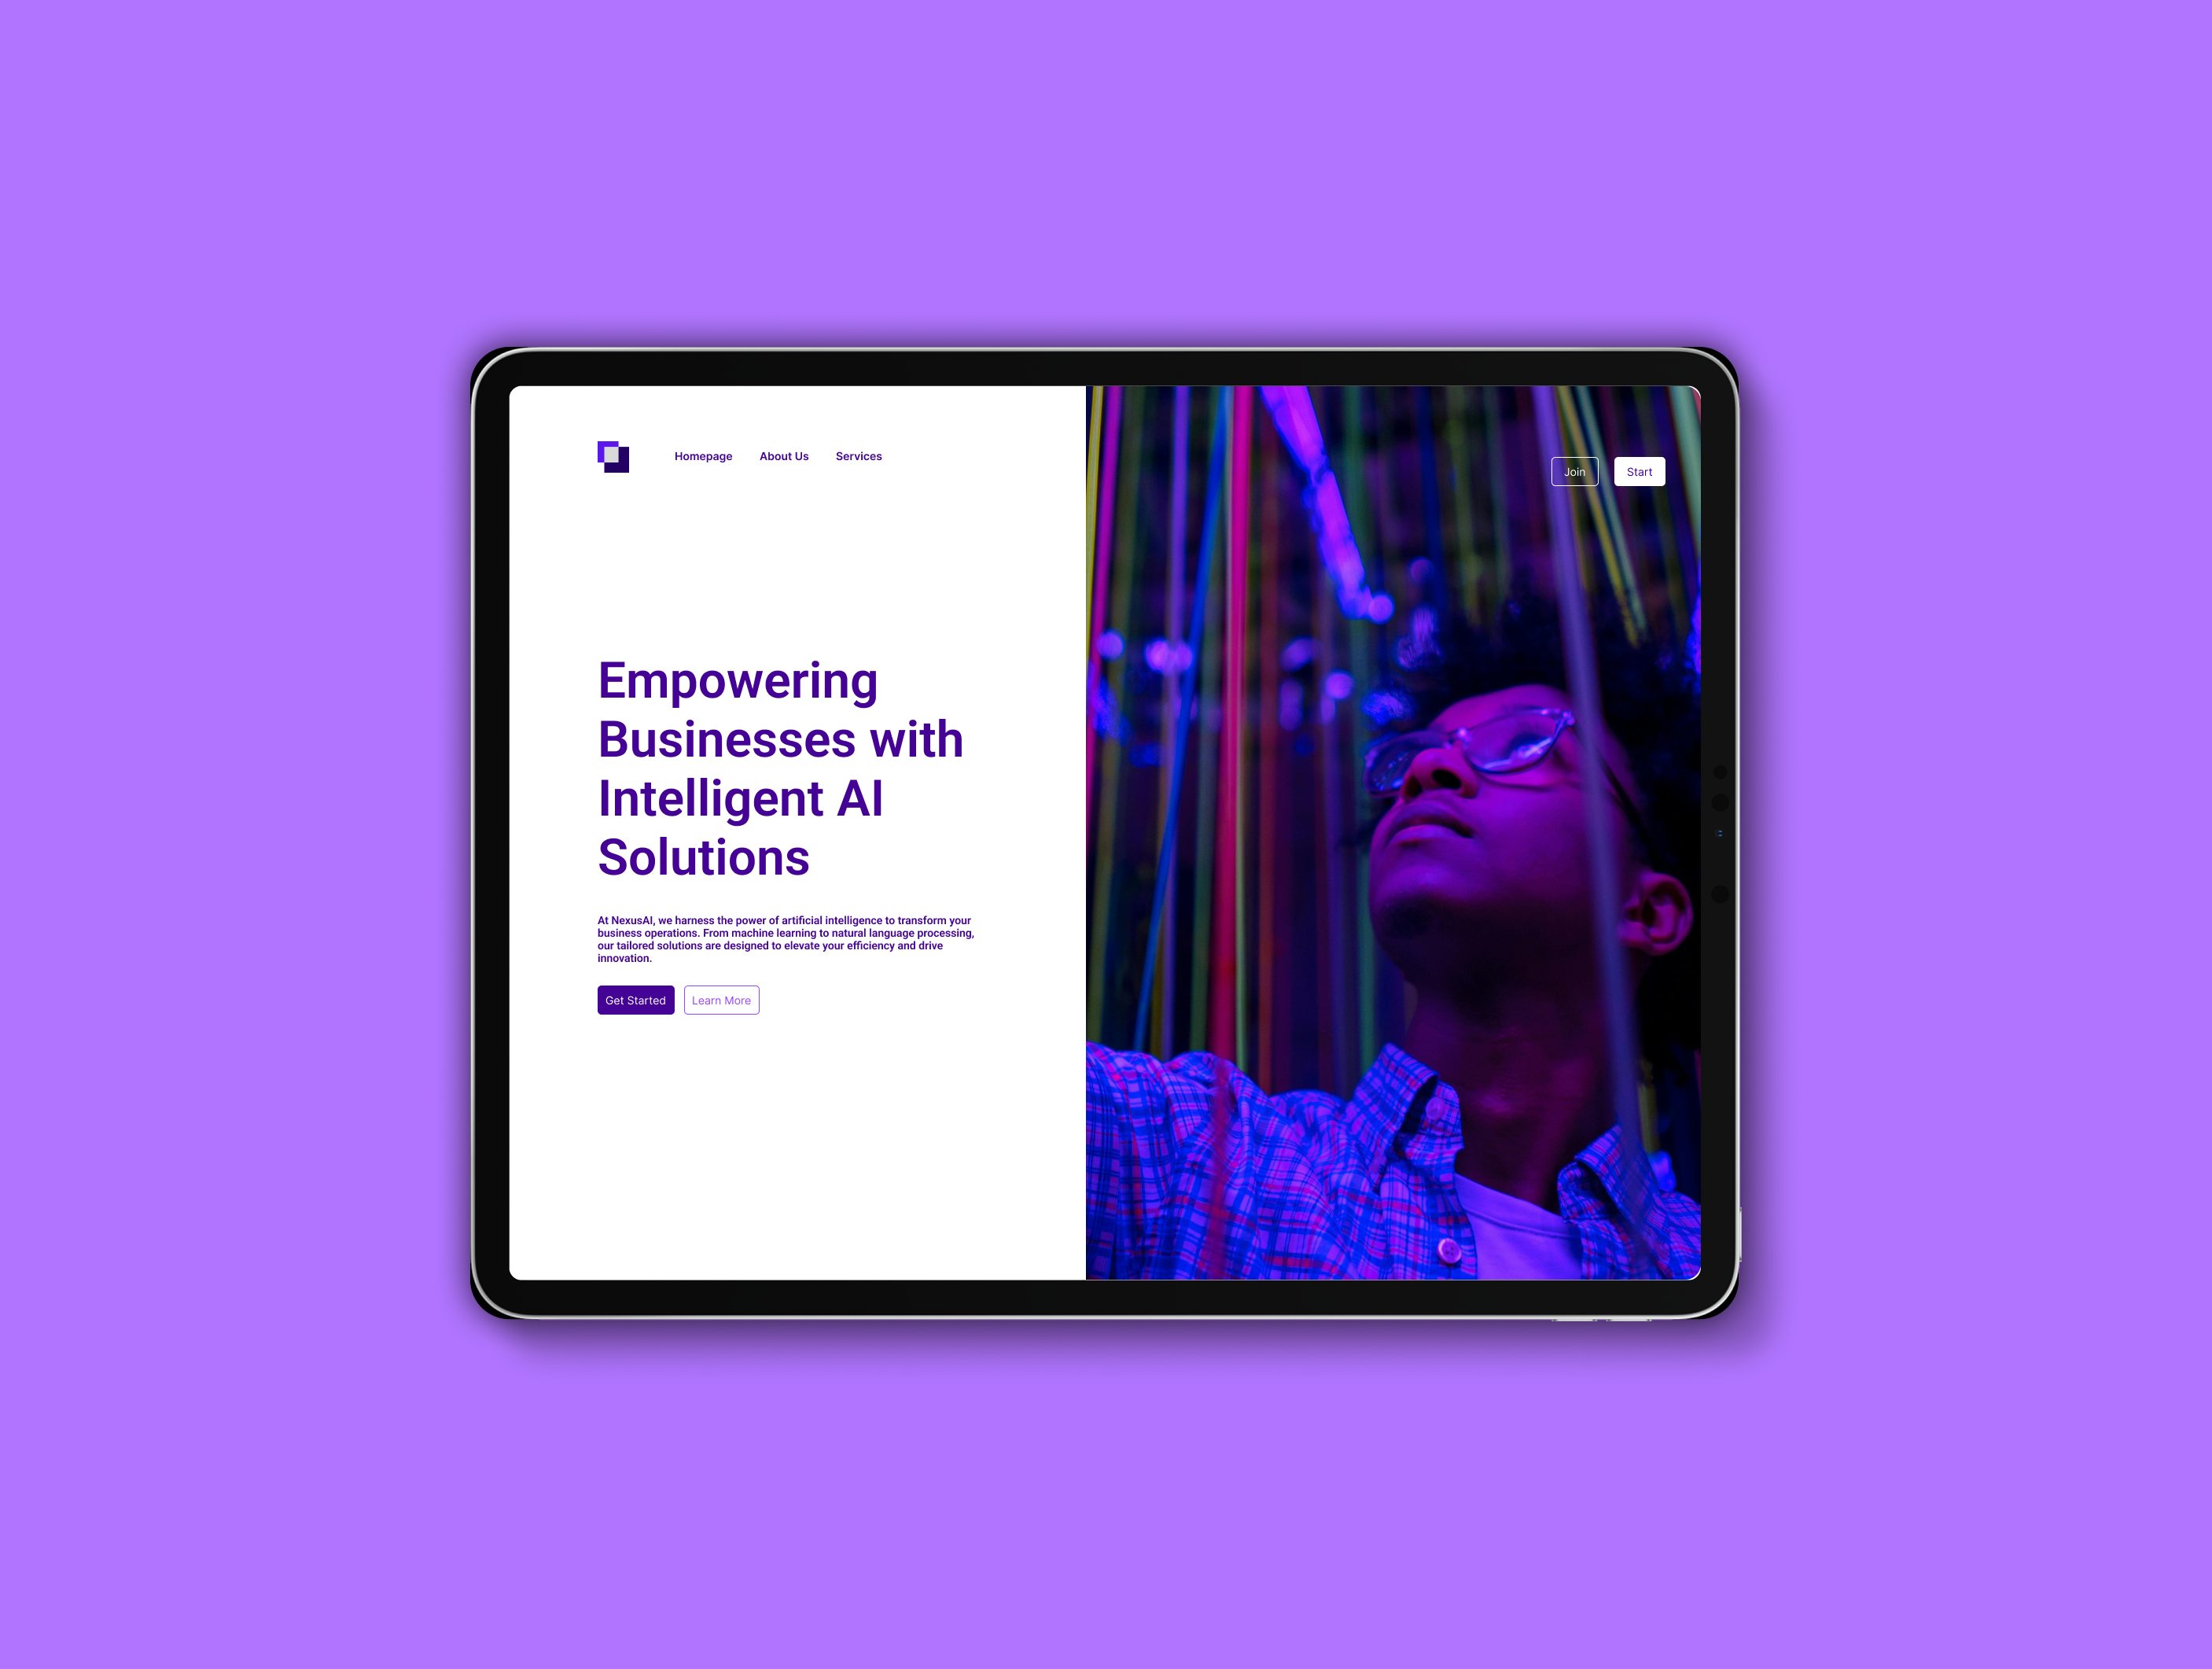 Homepage About Us Services
Join Start
Empowering
Businesses with
Intelligent AI
Solutions
At NexusAI, we harness the power of artificial intelligence to transform your
business operations. From machine learning to natural language processing,
our tailored solutions are designed to elevate your efficiency and drive
innovation.
Get Started Learn More